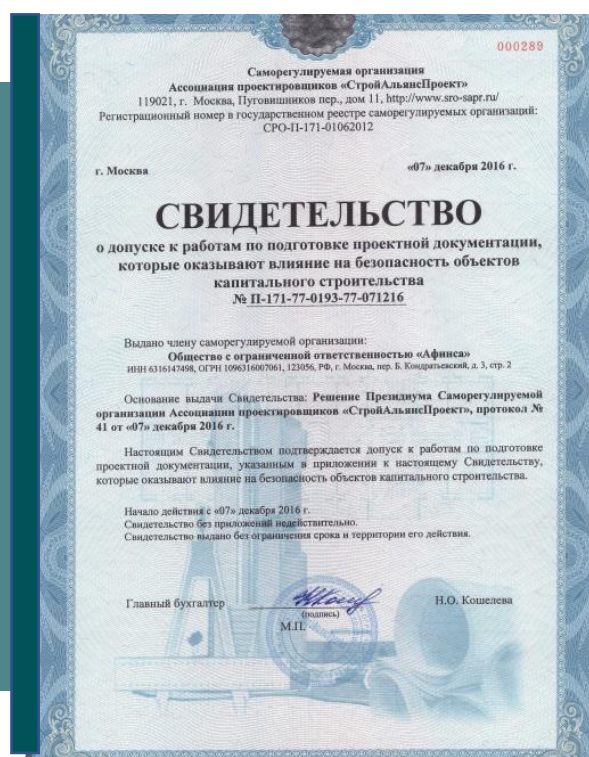 000289
Саморегулируемая организация
Ассоциация проектировщиков «СтройАльянсПроект»
119021, г. Москва, Пуговишников пер., дом 11, http://www.sro-sapr.ru/
Регистрационный номер в государственном реестре саморегулируемых организаций:
СРО-П-171-01062012
г. Москва «07» декабря 2016 г.
СВИДЕТЕЛЬСТВО
о допуске к работам по подготовке проектной документации,
которые оказывают влияние на безопасность объектов
капитального строительства
№ П-171-77-0193-77-071216
Выдано члену саморегулируемой организации:
Общество с ограниченной ответственностью «Афинса»
ИНН 6316147498, ОГРН 1096316007061, 123056, РФ, г. Москва, пер. Б. Кондратьевский, д. 3, стр. 2
Основание выдачи Свидетельства: Решение Президиума Саморегулируемой
организации Ассоциации проектировщиков «СтройАльянсПроект», протокол №
41 от «07» декабря 2016 г.
Настоящим Свидетельством подтверждается допуск к работам по подготовке
проектной документации, указанным в приложении к настоящему Свидетельству,
которые оказывают влияние на безопасность объектов капитального строительства.
Начало действия с «07» декабря 2016 г.
Свидетельство без приложений недействительно.
Свидетельство выдано без ограничения срока и территории его действия.
Главный бухгалтер Н.О. Кошелева
(подпись)
М.П.